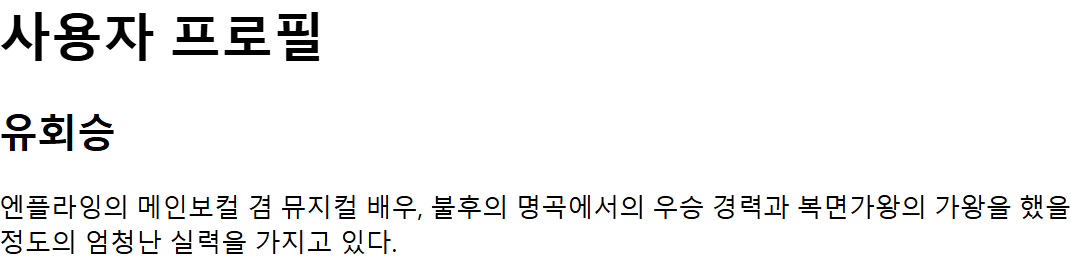 사용자 프로필
유회승
엔플라잉의 메인보컬 겸 뮤지컬 배우, 불후의 명곡에서의 우승 경력과 복면가왕의 가왕을 했을
정도의 엄청난 실력을 가지고 있다.